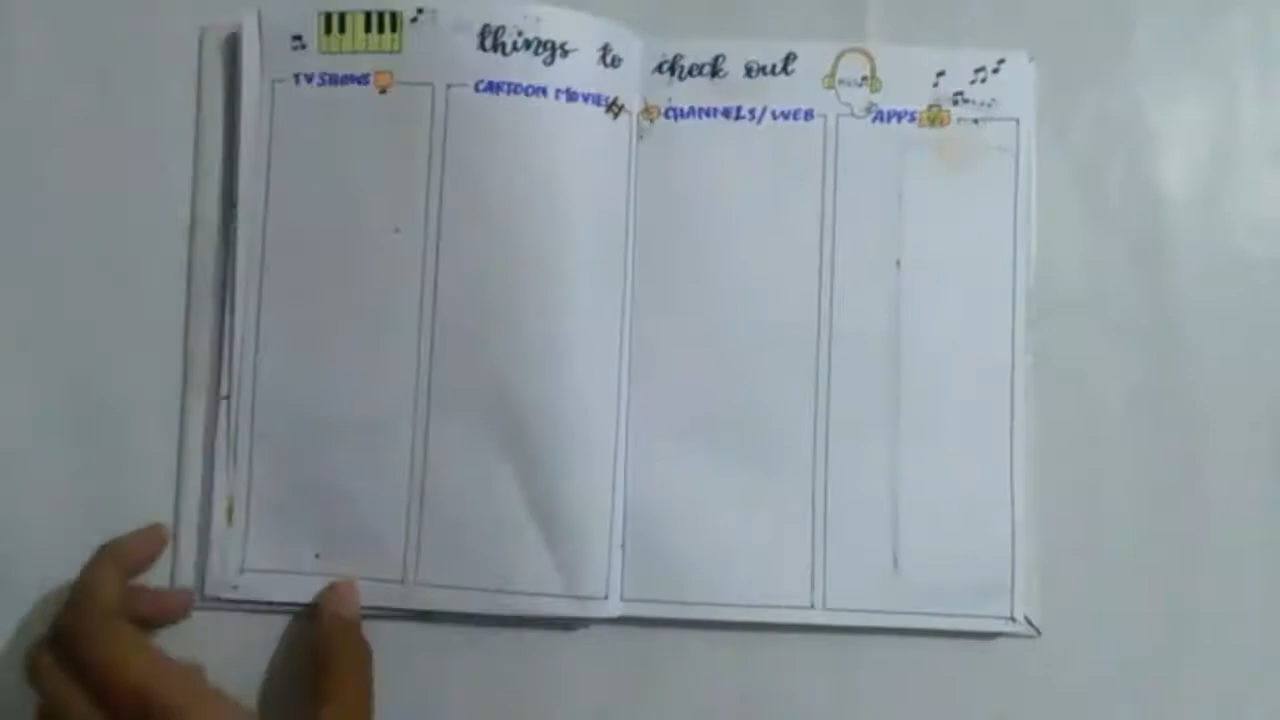 things to check out
TV SHOWS
CARTOON MOVIES
CHANNELS/WEB
APPS